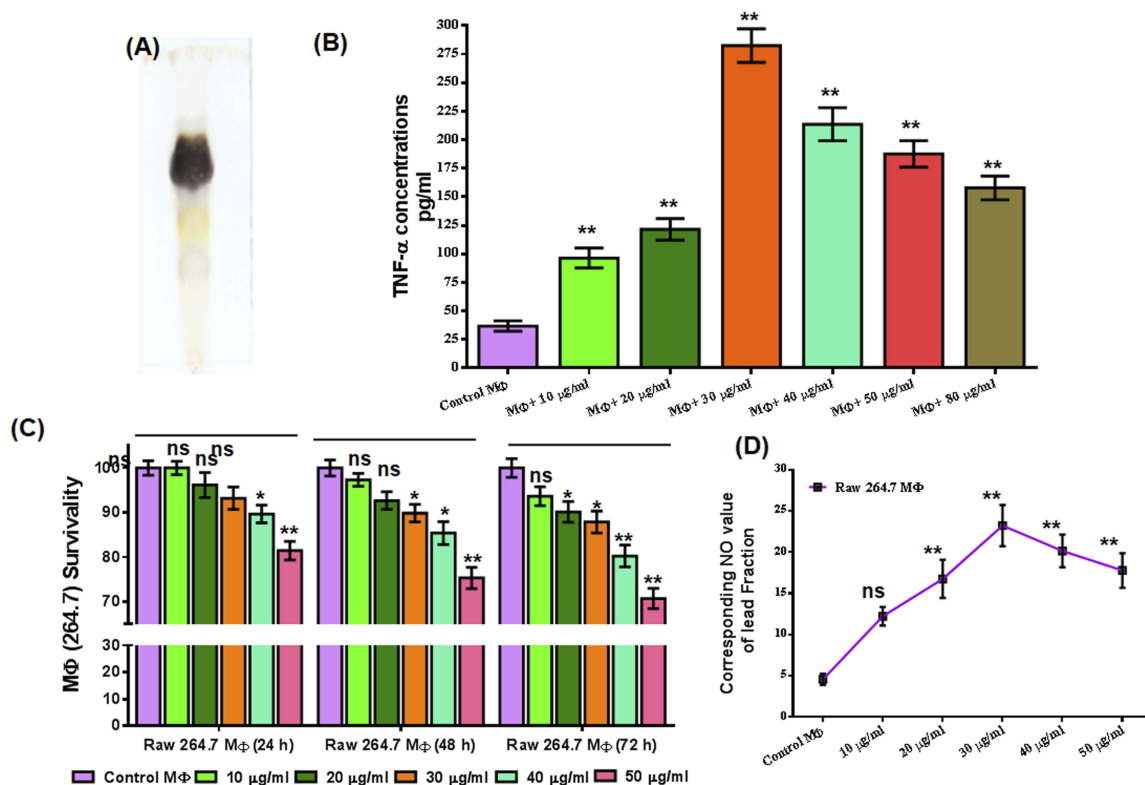 (A)
(B)
TNF-α concentrations
pg/ml
300
275
250
225
200
175
150
125
100
75
50
25
0
**
**
**
**
**
**
Control MΦ
MΦ+ 10 µg/ml
MΦ+ 20 µg/ml
MΦ+ 30 µg/ml
MΦ+ 40 µg/ml
MΦ+ 50 µg/ml
MΦ+ 80 µg/ml
(C)
MΦ (264.7) Survivality
100
90
80
70
30
20
10
0
ns
ns
ns
ns
*
**
ns
ns
*
*
**
ns
*
*
**
**
Raw 264.7 MΦ (24 h)
Raw 264.7 MΦ (48 h)
Raw 264.7 MΦ (72 h)
Control MΦ
10 µg/ml
20 µg/ml
30 µg/ml
40 µg/ml
50 µg/ml
(D)
Corresponding NO value
of lead Fraction
30
25
20
15
10
5
0
Raw 264.7 MΦ
ns
**
**
**
**
Control MΦ
10 µg/ml
20 µg/ml
30 µg/ml
40 µg/ml
50 µg/ml